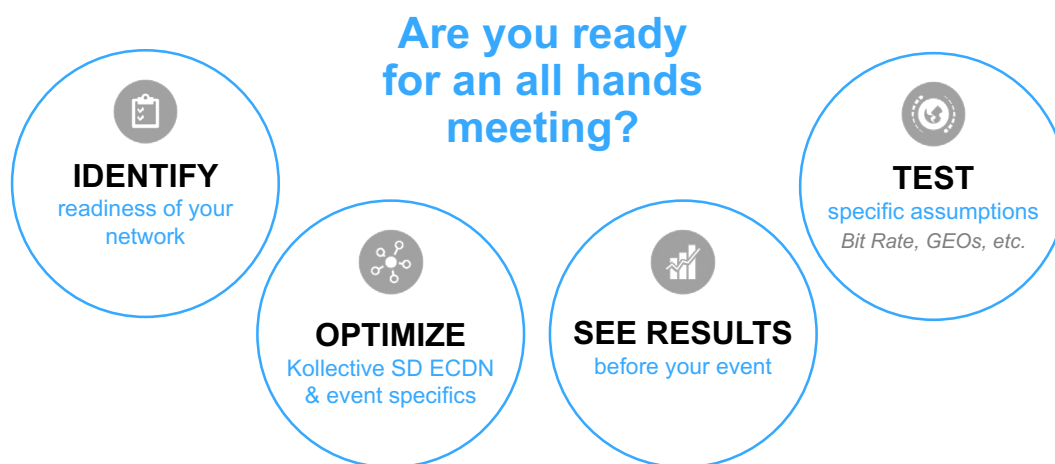 Are you ready
for an all hands
meeting?
IDENTIFY
readiness of your
network
OPTIMIZE
Kollective SD ECDN
& event specifics
SEE RESULTS
before your event
TEST
specific assumptions
Bit Rate, GEOs, etc.